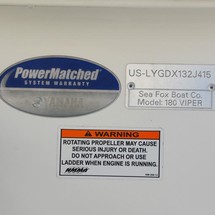 PowerMatched
SYSTEM
US-LYGDX132J415
Sea Fox Boat Co.
Model: 180 VIPER
WARNING
ROTATING PROPELLER MAY CAUSE
SERIOUS INJURY OR DEATH.
DO NOT APPROACH OR USE
LADDER WHEN ENGINE IS RUNNING.